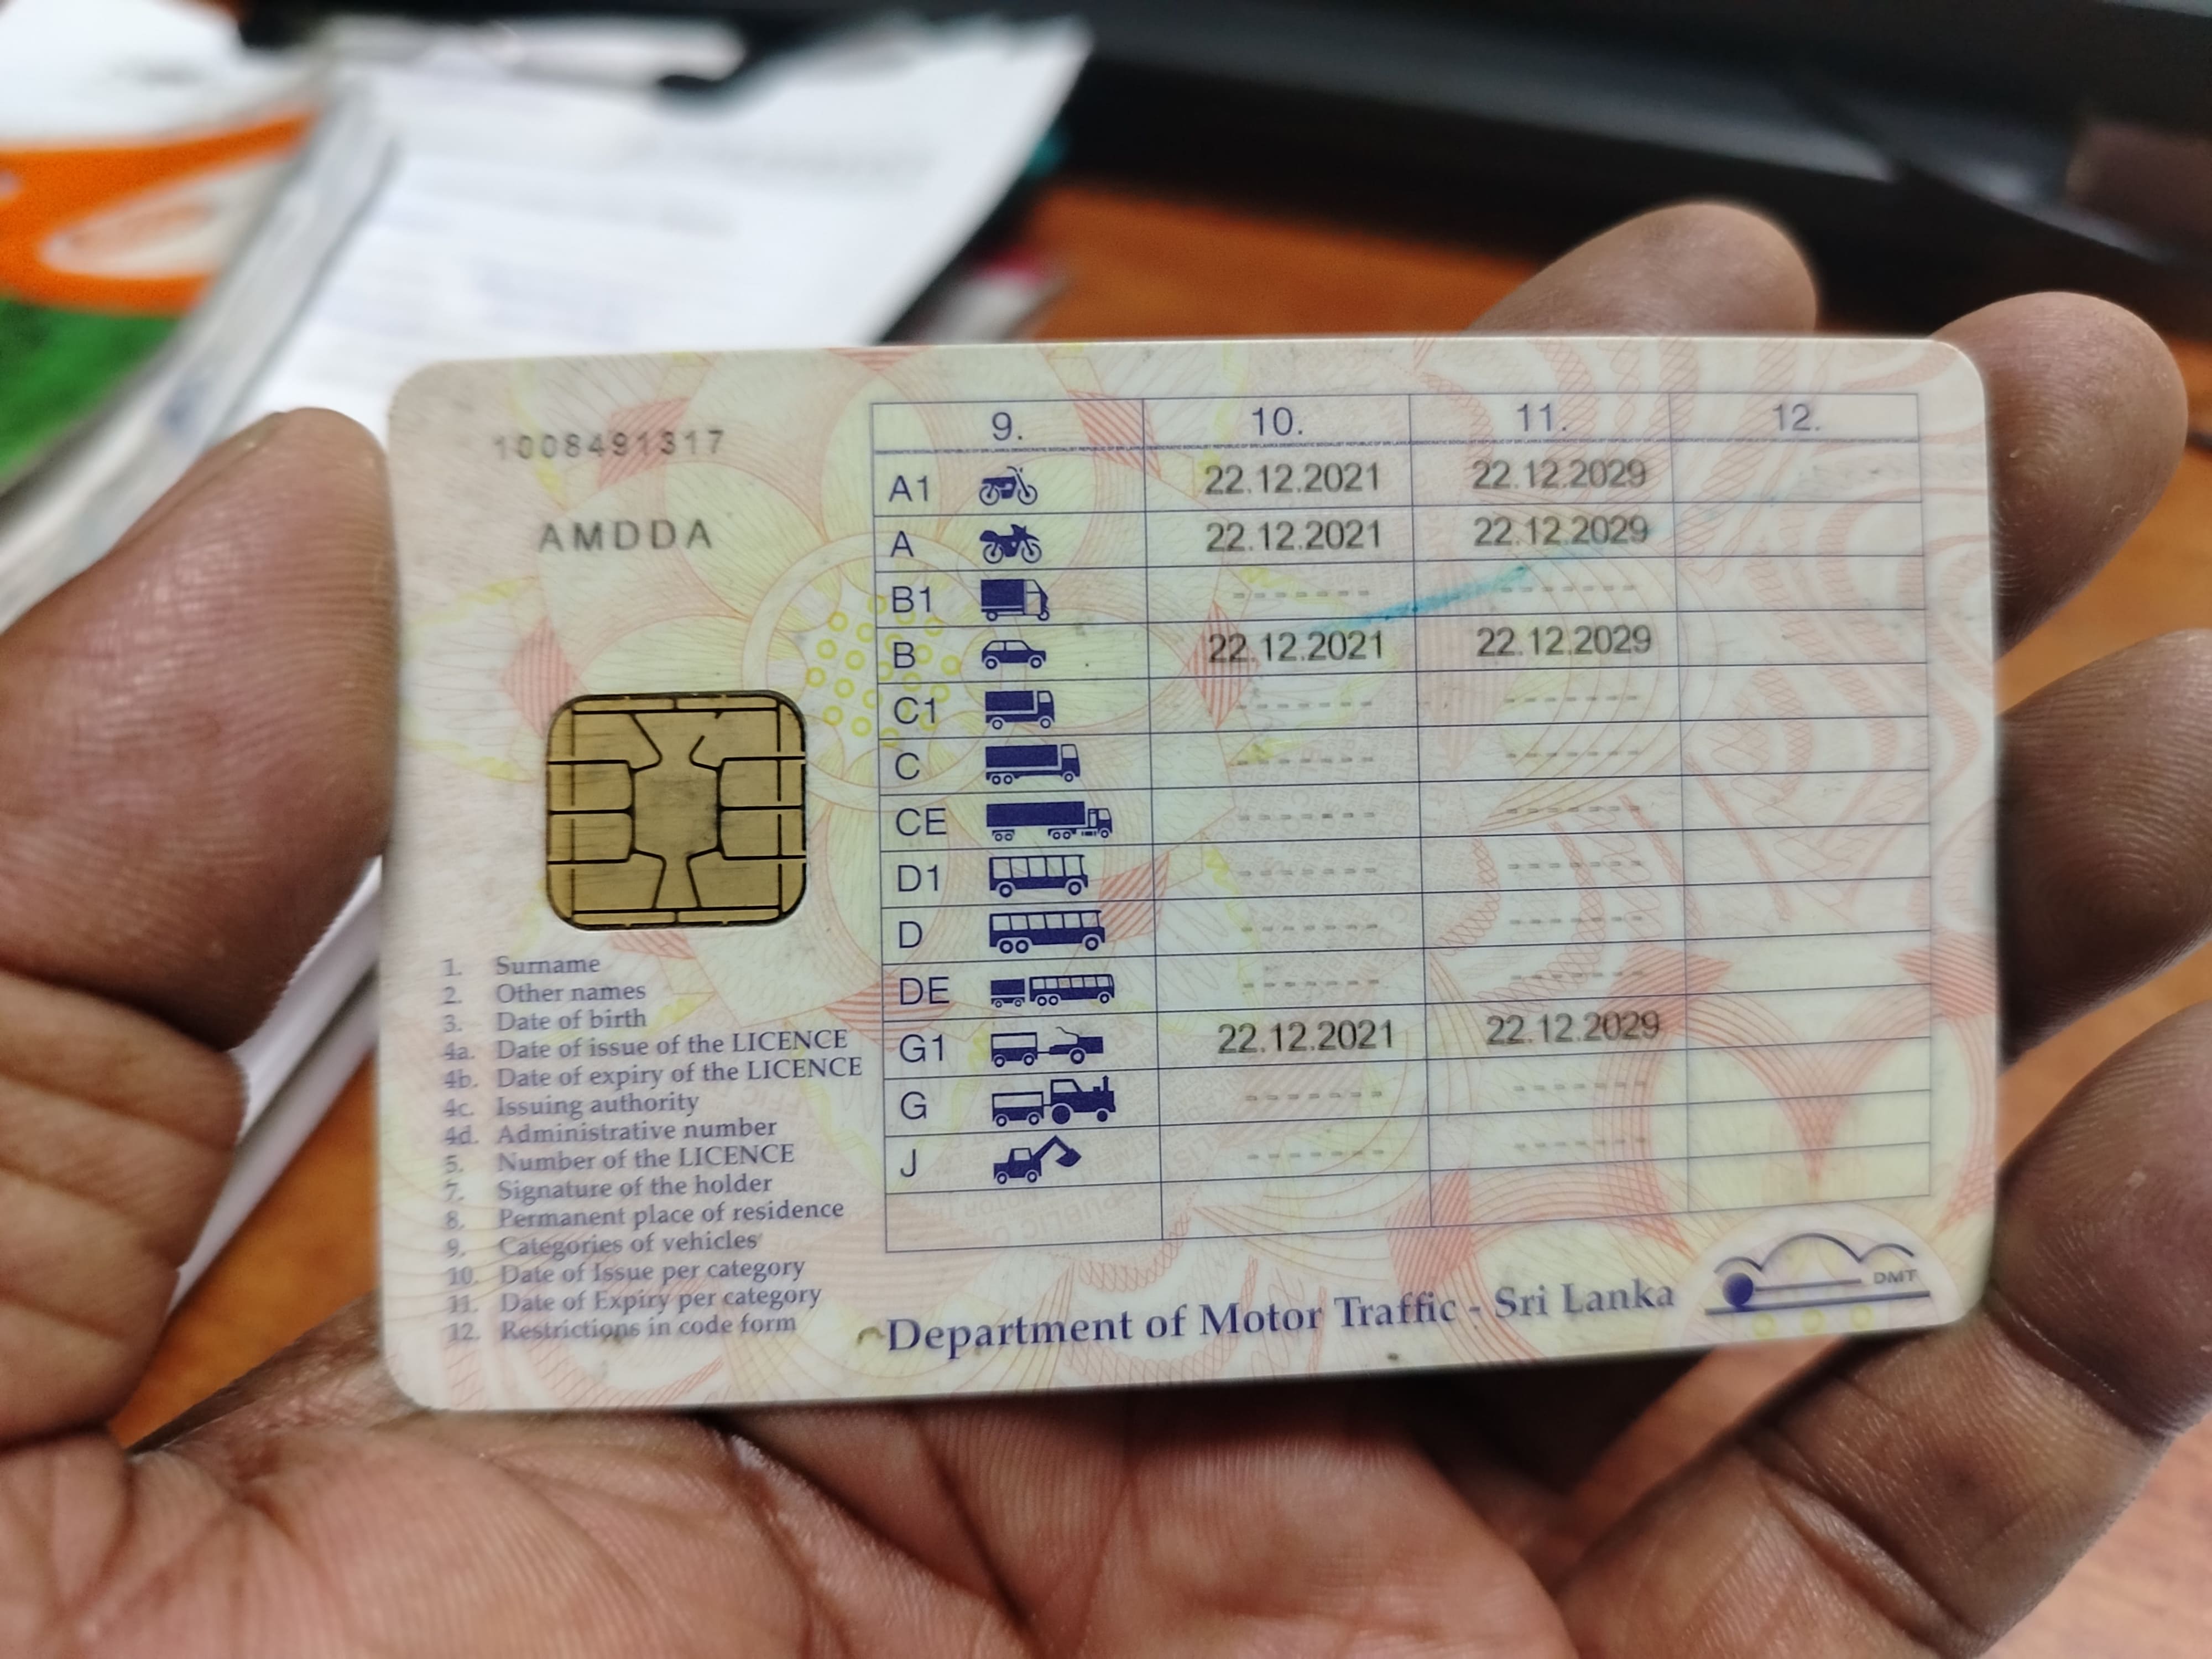 1008491317
AMDDA
9. 10. 11. 12.
A1 22.12.2021 22.12.2029
A 22.12.2021 22.12.2029
B1 ------- -------
B 22.12.2021 22.12.2029
C1 ------- -------
C ------- -------
CE ------- -------
D1 ------- -------
D ------- -------
DE ------- -------
G1 22.12.2021 22.12.2029
G ------- -------
J ------- -------
1. Surname
2. Other names
3. Date of birth
4a. Date of issue of the LICENCE
4b. Date of expiry of the LICENCE
4c. Issuing authority
4d. Administrative number
5. Number of the LICENCE
7. Signature of the holder
8. Permanent place of residence
9. Categories of vehicles
10. Date of Issue per category
11. Date of Expiry per category
12. Restrictions in code form
Department of Motor Traffic - Sri Lanka
DMT